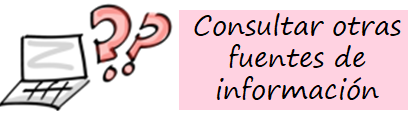 ??
Consultar otras
fuentes de
información